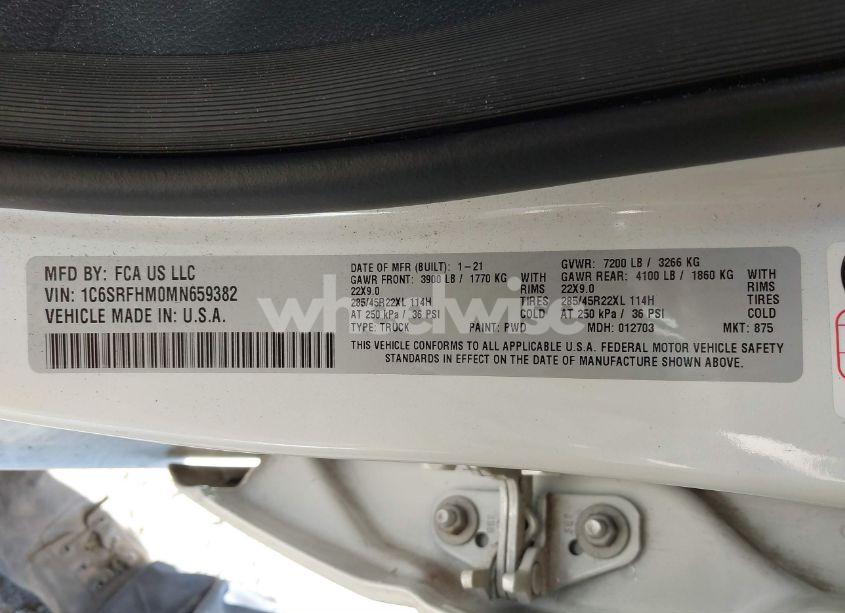 MFD BY: FCA US LLC
VIN: 1C6SRFHM0MN659382
VEHICLE MADE IN: U.S.A.
DATE OF MFR (BUILT): 1-21
GAWR FRONT: 3900 LB / 1770 KG
22X9.0 RIMS
285/45R22XL 114H TIRES
AT 250 kPa / 36 PSI COLD
TYPE: TRUCK PAINT: PWD
GVWR: 7200 LB / 3266 KG
GAWR REAR: 4100 LB / 1860 KG
22X9.0 RIMS
285/45R22XL 114H TIRES
AT 250 kPa / 36 PSI COLD
MDH: 012703 MKT: 875
THIS VEHICLE CONFORMS TO ALL APPLICABLE U.S.A. FEDERAL MOTOR VEHICLE SAFETY
STANDARDS IN EFFECT ON THE DATE OF MANUFACTURE SHOWN ABOVE.
wheelwise